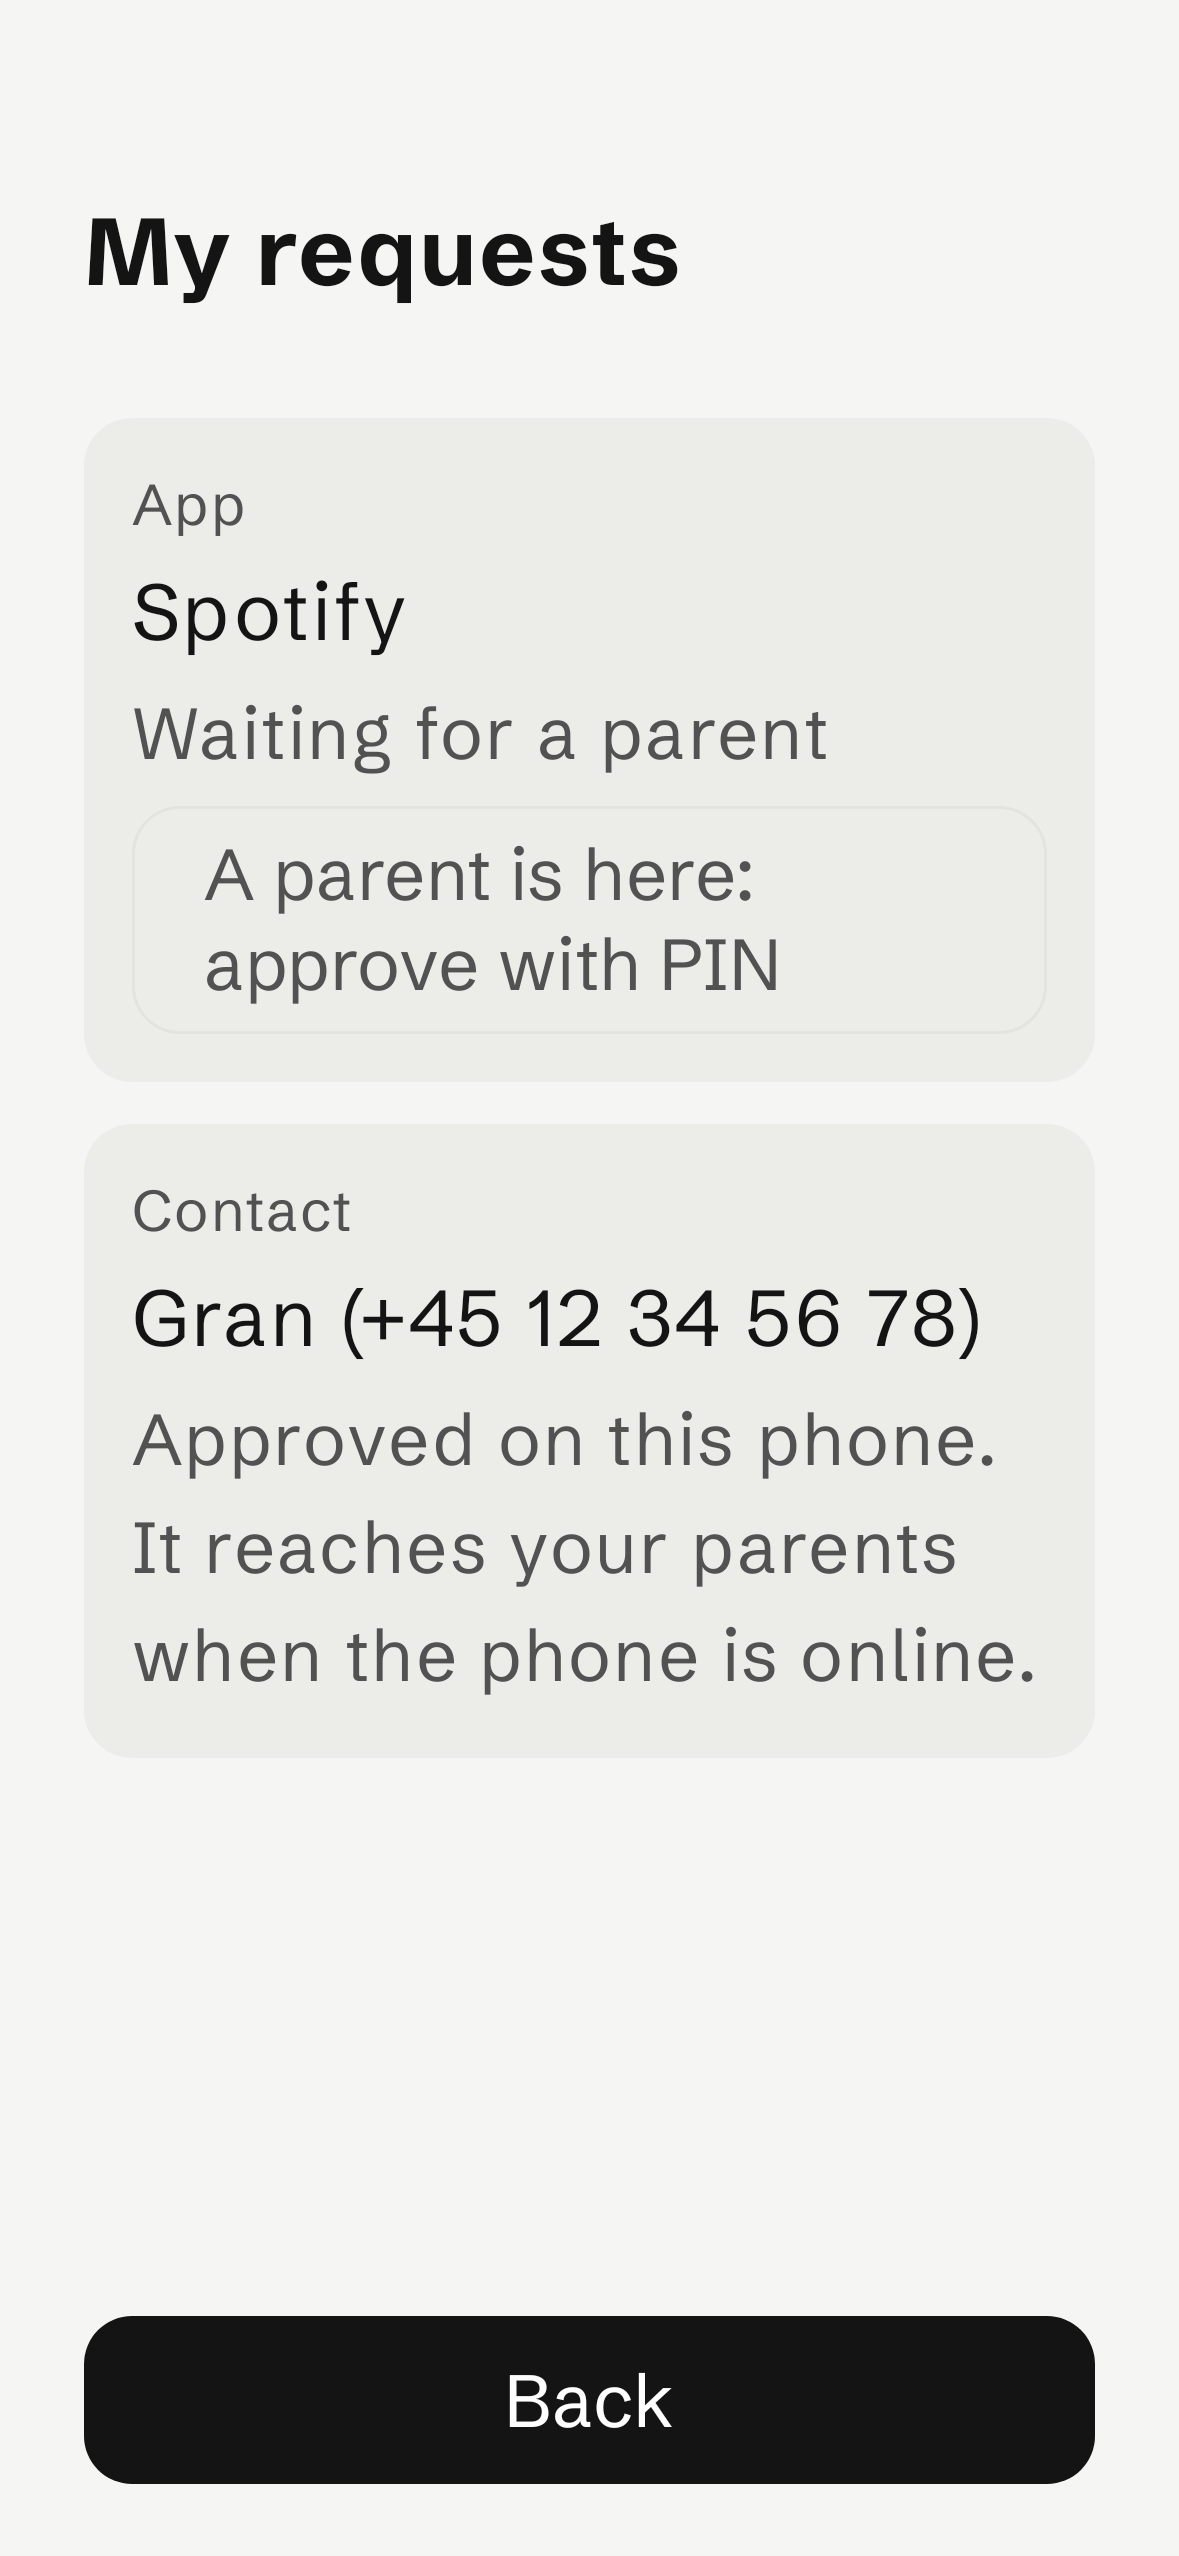 My requests
App
Spotify
Waiting for a parent
A parent is here:
approve with PIN
Contact
Gran (+45 12 34 56 78)
Approved on this phone.
It reaches your parents
when the phone is online.
Back